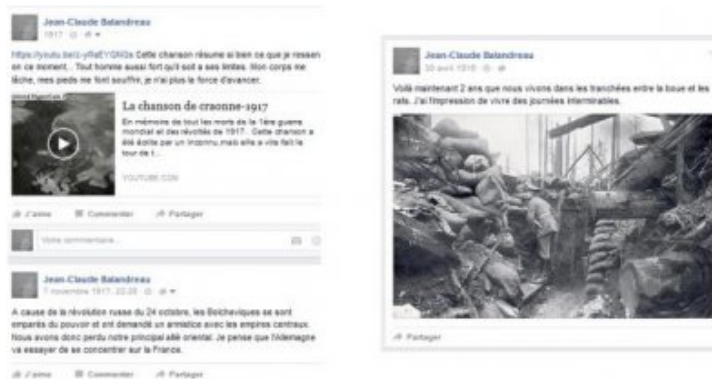 Jean-Claude Balandreau
1917
Cette chanson résume si bien ce que je ressen
en ce moment... Tout homme aussi fort qu'il soit a ses limites. Mon corps me
lâche, mes pieds me font souffrir, je n'ai plus la force d'avancer.
La chanson de craonne-1917
En mémoire de tout les morts de la 1ère guerre
mondial et des révoltés de 1917. Cette chanson a
été écrite par un inconnu, mais elle a vite fait le
tour de t...
YOUTUBE.COM
J'aime Commenter Partager
Votre commentaire...
Jean-Claude Balandreau
7 novembre 1917, 22:28
A cause de la révolution russe du 24 octobre, les Bolcheviques se sont
emparés du pouvoir et ont demandé un armistice avec les empires centraux.
Nous avons donc perdu notre principal allié oriental. Je pense que l'Allemagne
va essayer de se concentrer sur la France.
J'aime Commenter Partager
Jean-Claude Balandreau
30 avril 1916
Voilà maintenant 2 ans que nous vivons dans les tranchées entre la boue et les
rats. J'ai l'impression de vivre des journées interminables.
Partager